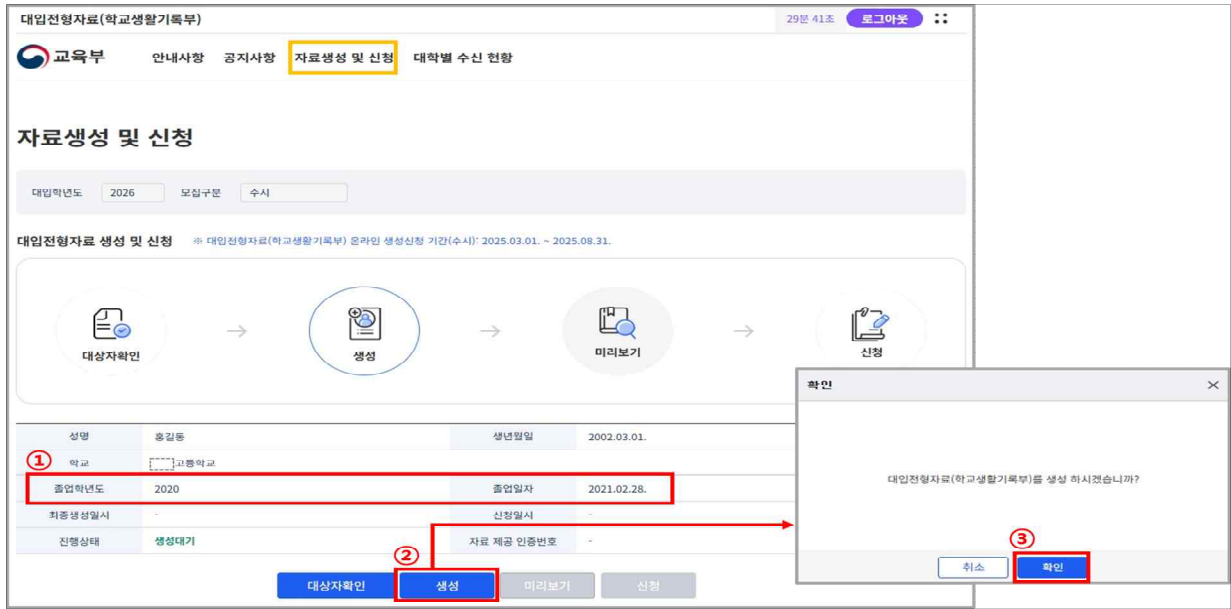 대입전형자료(학교생활기록부) 29분 41초 로그아웃
교육부 안내사항 공지사항 자료생성 및 신청 대학별 수신 현황
자료생성 및 신청
대입학년도 2026 모집구분 수시
대입전형자료 생성 및 신청 ※ 대입전형자료(학교생활기록부) 온라인 생성신청 기간(수시): 2025.03.01. ~ 2025.08.31.
대상자확인 → 생성 → 미리보기 → 신청
성명 홍길동 생년월일 2002.03.01.
① 학교 고등학교
졸업학년도 2020 졸업일자 2021.02.28.
최종생성일시 - 신청일시 -
진행상태 생성대기 자료 제공 인증번호 -
②
대상자확인 생성 미리보기 신청
확인 ×
대입전형자료(학교생활기록부)를 생성 하시겠습니까?
③
취소 확인